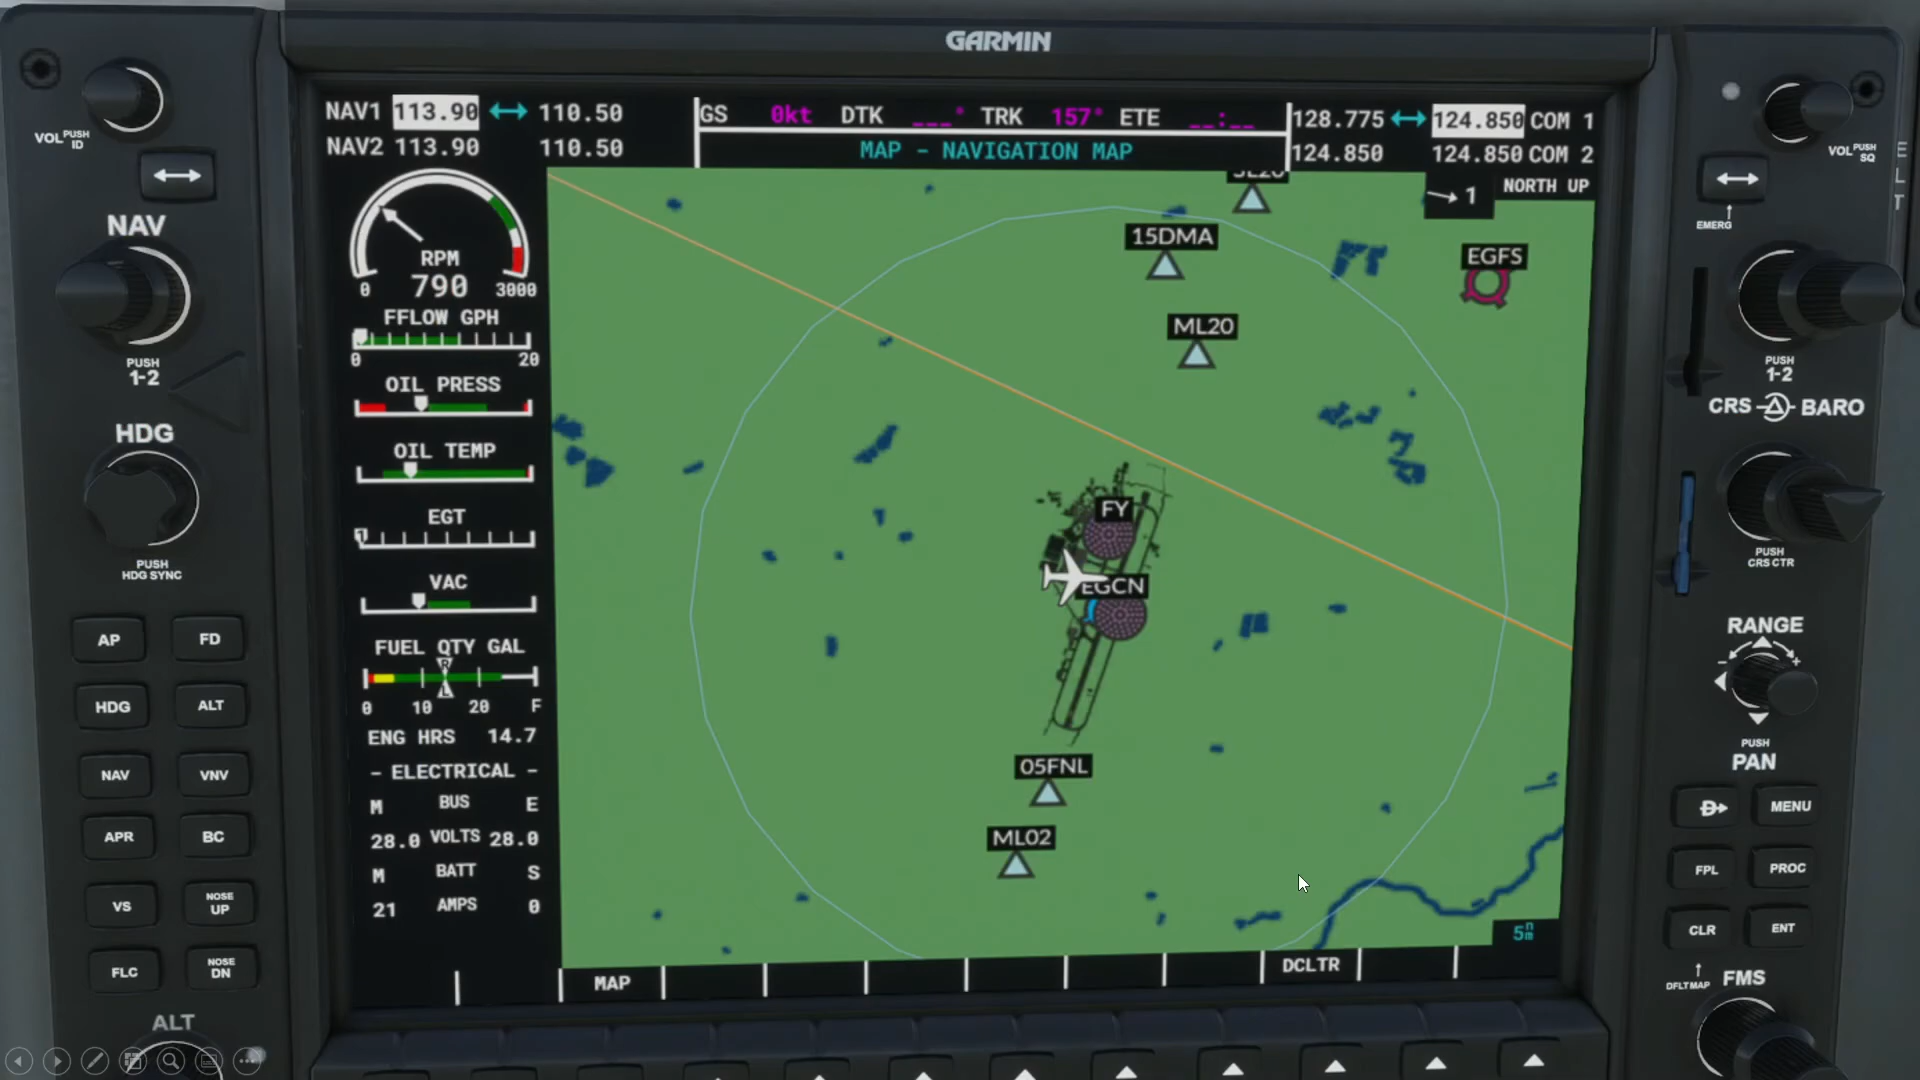 GARMIN
NAV1 113.90 110.50
NAV2 113.90 110.50
GS 0kt DTK ___° TRK 157° ETE __:__
MAP - NAVIGATION MAP
128.775 124.850 COM 1
124.850 124.850 COM 2
NORTH UP
1
VOL PUSH ID
NAV
PUSH
1-2
HDG
PUSH
HDG SYNC
AP FD
HDG ALT
NAV VNV
APR BC
VS NOSE UP
FLC NOSE DN
ALT
RPM
0 790 3000
FFLOW GPH
0 20
OIL PRESS
OIL TEMP
EGT
1
VAC
FUEL QTY GAL
R
L
0 10 20 F
ENG HRS 14.7
- ELECTRICAL -
M BUS E
28.0 VOLTS 28.0
M BATT S
21 AMPS 0
15DMA
EGFS
ML20
FY
EGCN
05FNL
ML02
5nm
MAP DCLTR
VOL PUSH SQ
EMERG
E
L
T
PUSH
1-2
CRS BARO
PUSH
CRS CTR
RANGE
- +
PUSH
PAN
D MENU
FPL PROC
CLR ENT
DFLT MAP FMS